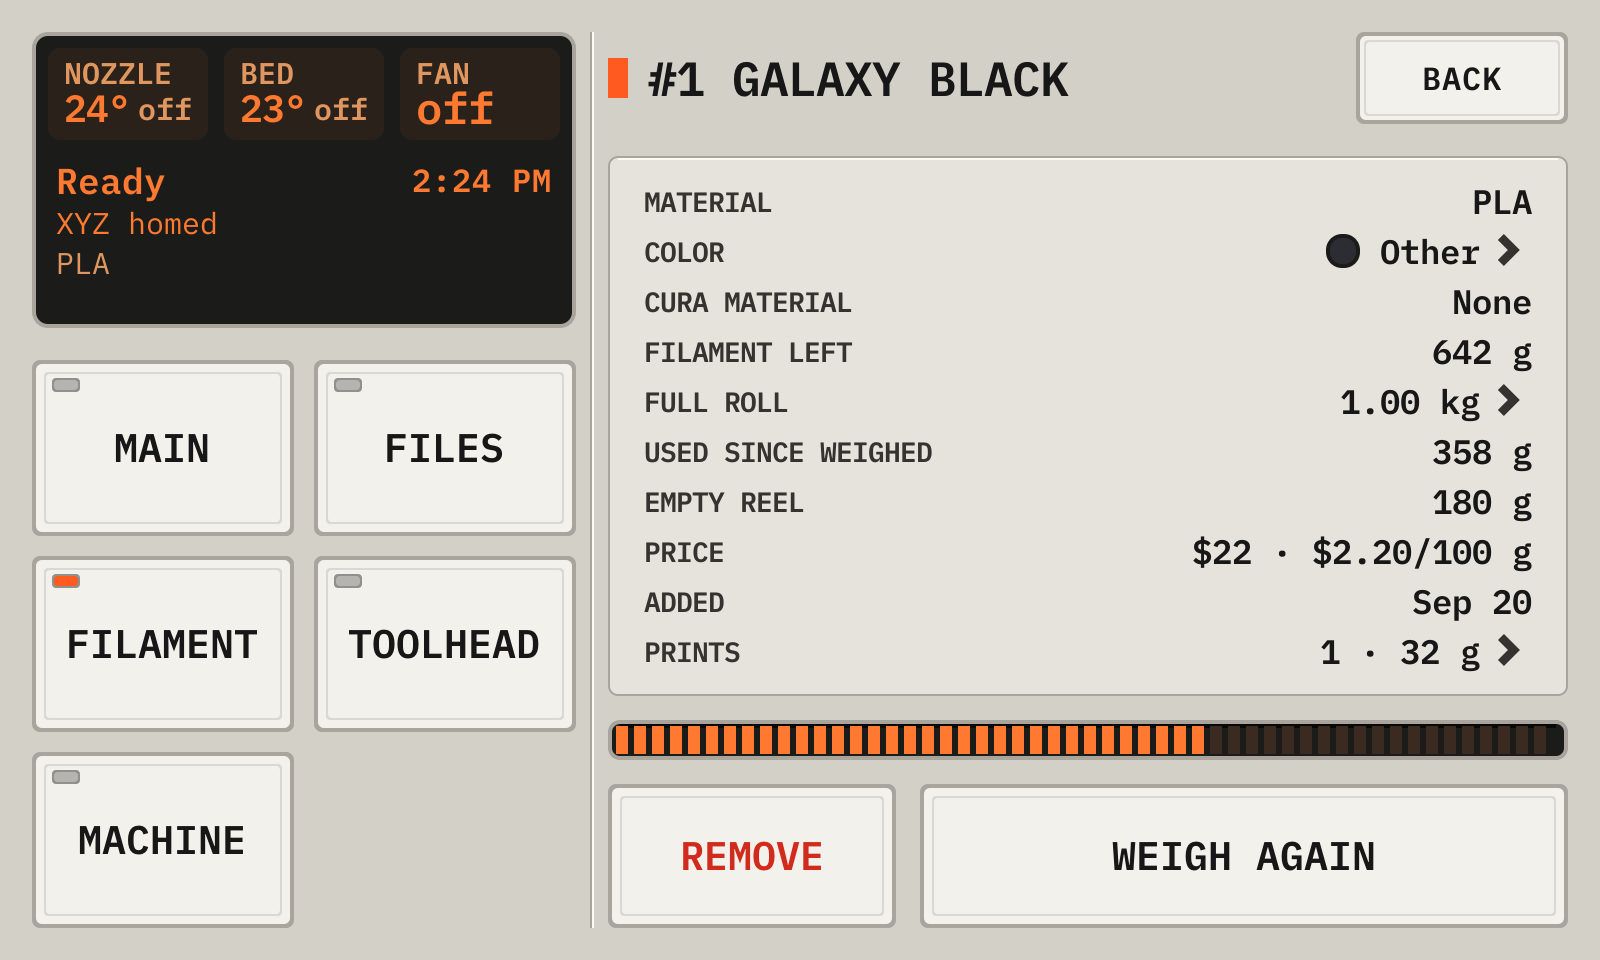 NOZZLE
24° off
BED
23° off
FAN
off
Ready
2:24 PM
XYZ homed
PLA
MAIN
FILES
FILAMENT
TOOLHEAD
MACHINE
#1 GALAXY BLACK
BACK
MATERIAL PLA
COLOR Other
CURA MATERIAL None
FILAMENT LEFT 642 g
FULL ROLL 1.00 kg
USED SINCE WEIGHED 358 g
EMPTY REEL 180 g
PRICE $22 · $2.20/100 g
ADDED Sep 20
PRINTS 1 · 32 g
REMOVE
WEIGH AGAIN